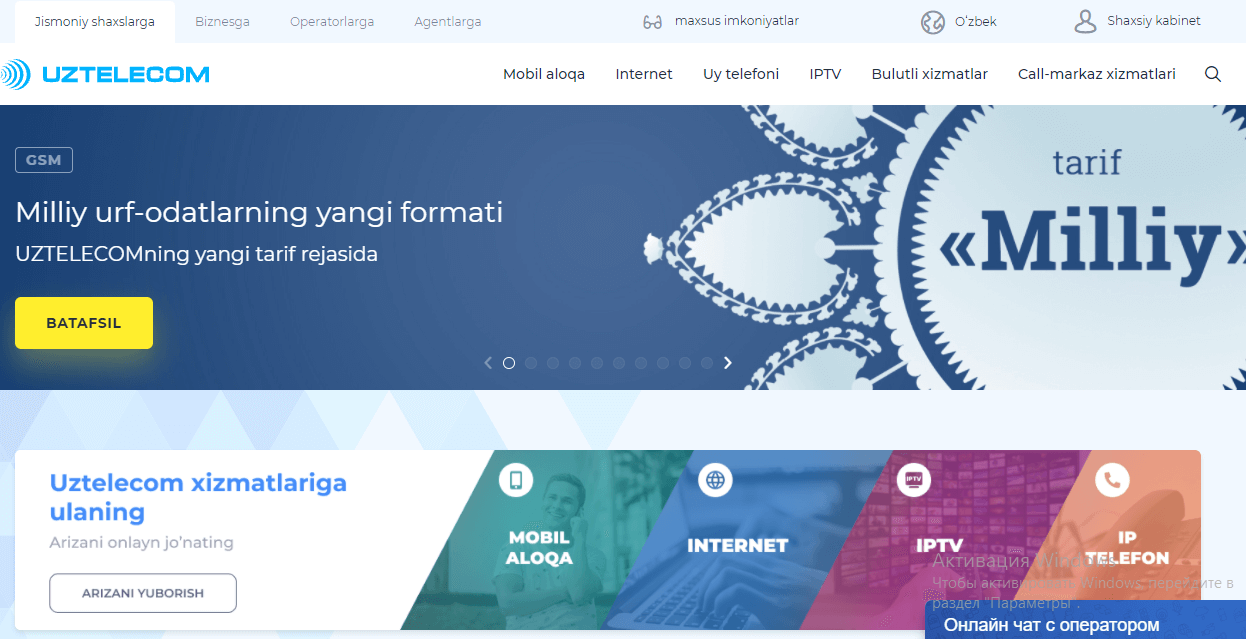 Jismoniy shaxslarga Biznesga Operatorlarga Agentlarga maxsus imkoniyatlar O'zbek Shaxsiy kabinet
UZTELECOM Mobil aloqa Internet Uy telefoni IPTV Bulutli xizmatlar Call-markaz xizmatlari
GSM
Milliy urf-odatlarning yangi formati
UZTELECOMning yangi tarif rejasida
BATAFSIL
tarif
«Milliy»
Uztelecom xizmatlariga
ulaning
Arizani onlayn jo'nating
ARIZANI YUBORISH
MOBIL
ALOQA
INTERNET
IPTV
IPTV
IP
TELEFON
Активация Windows
Чтобы активировать Windows, перейдите в
раздел "Параметры".
Онлайн чат с оператором